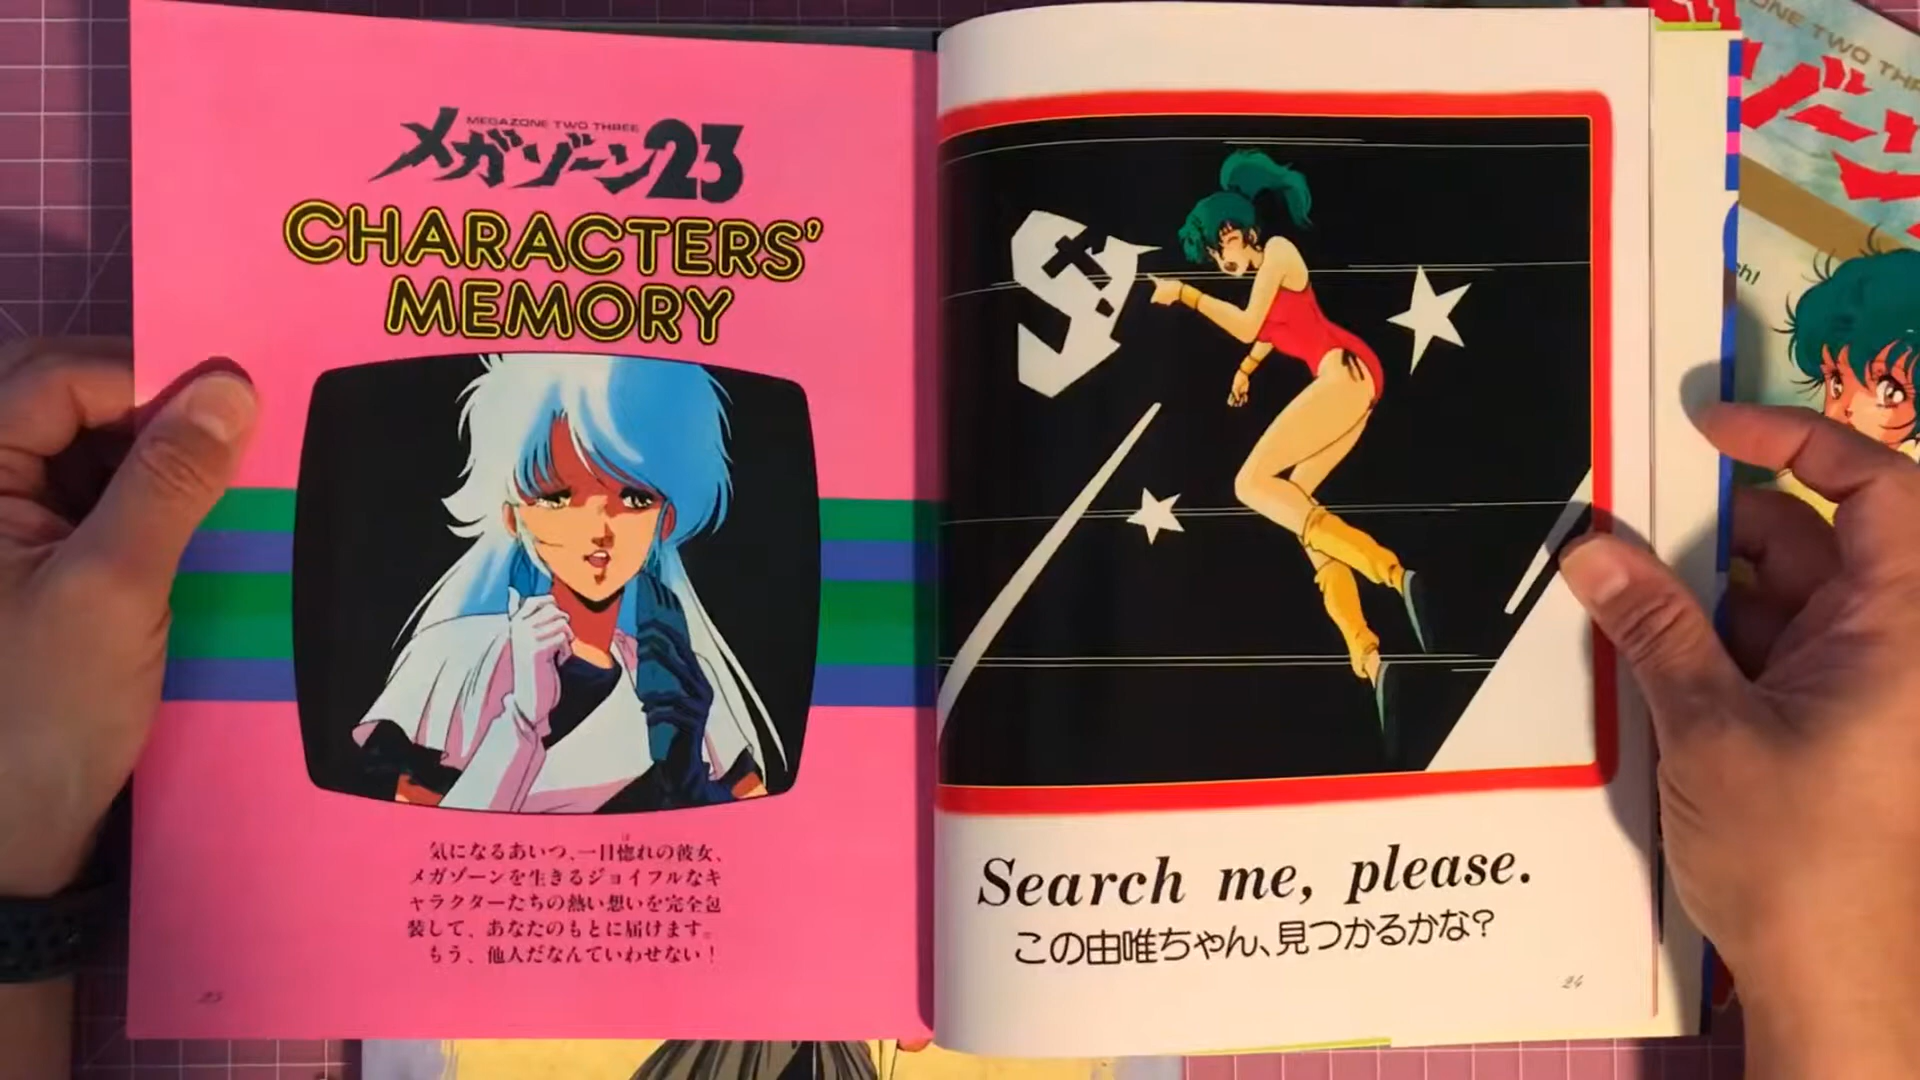 MEGAZONE TWO THREE
メガゾーン23
CHARACTERS'
MEMORY
気になるあいつ、一目惚れの彼女、
ぼ
メガゾーンを生きるジョイフルなキ
ャラクターたちの熱い想いを完全包
装して、あなたのもとに届けます。
もう、他人だなんていわせない!
25
Search me, please.
この由唯ちゃん、見つかるかな?
24
ONE TWO
ゾーン
ch!